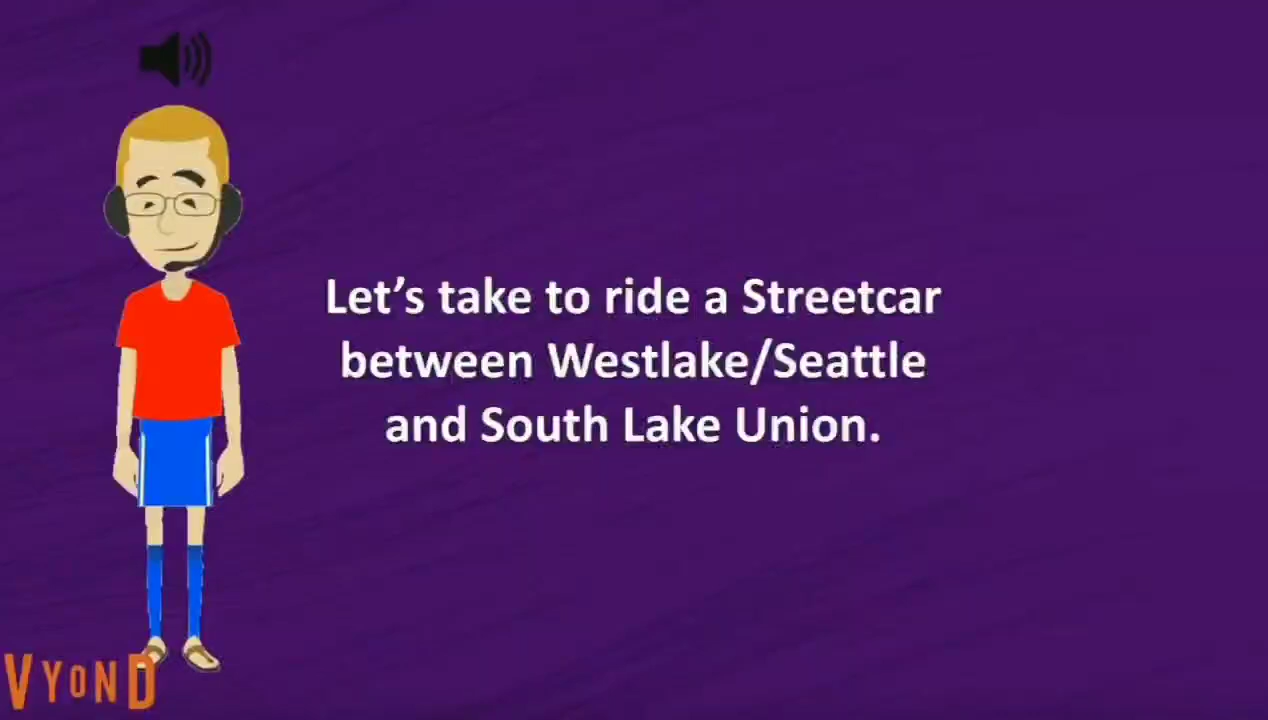 Let's take to ride a Streetcar
between Westlake/Seattle
and South Lake Union.
VYOND